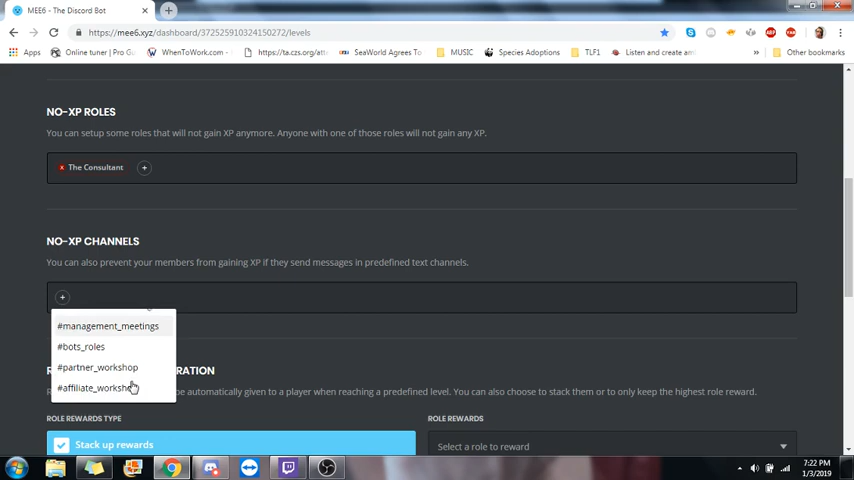 MEE6 - The Discord Bot
https://mee6.xyz/dashboard/372525910324150272/levels
Apps
Online tuner | Pro Gu
WhenToWork.com -
https://ta.czs.org/att
SeaWorld Agrees To
MUSIC
Species Adoptions
TLF1
Learn to create am
Other bookmarks
NO-XP ROLES
You can setup some roles that will not gain XP anymore. Anyone with one of those roles will not gain any XP.
x The Consultant +
NO-XP CHANNELS
You can also prevent your members from gaining XP if they send messages in predefined text channels.
+
#management_meetings
#bots_roles
#partner_workshop
#affiliate_workshop
RATION
be automatically given to a player when reaching a predefined level. You can also choose to stack them or to only keep the highest role reward.
ROLE REWARDS TYPE
ROLE REWARDS
Stack up rewards
Select a role to reward
7:22 PM
1/3/2019